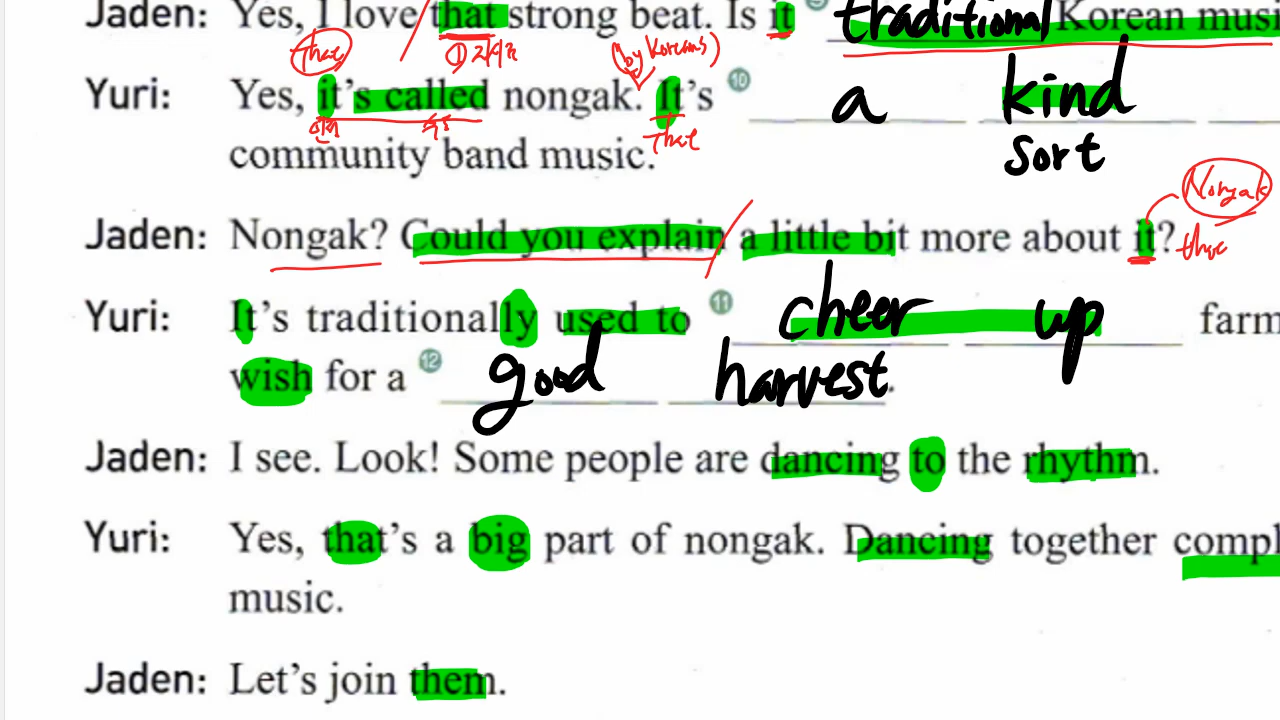 Jaden: Yes, I love that strong beat. Is it traditional Korean musi
that (by Koreans)
Yuri: Yes, it's called nongak. It's ⑩ a kind
that sort
community band music.
Nongak
Jaden: Nongak? Could you explain a little bit more about it?
Yuri: It's traditionally used to ⑪ cheer up farm
wish for a ⑫ good harvest.
Jaden: I see. Look! Some people are dancing to the rhythm.
Yuri: Yes, that's a big part of nongak. Dancing together compl
music.
Jaden: Let's join them.